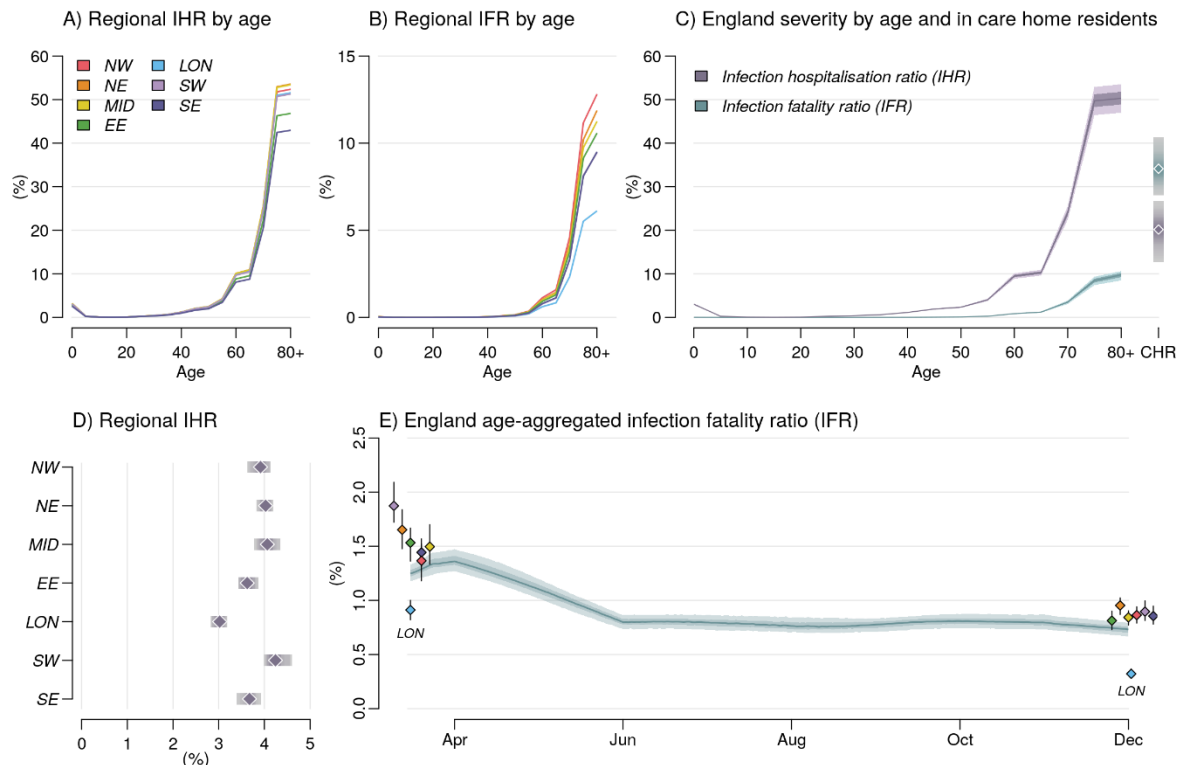 A) Regional IHR by age
60
50
40
30
20
10
0
(%)
NW
NE
MID
EE
LON
SW
SE
0 20 40 60 80+
Age
B) Regional IFR by age
15
10
5
0
(%)
0 20 40 60 80+
Age
C) England severity by age and in care home residents
60
50
40
30
20
10
0
(%)
Infection hospitalisation ratio (IHR)
Infection fatality ratio (IFR)
0 10 20 30 40 50 60 70 80+ CHR
Age
D) Regional IHR
NW
NE
MID
EE
LON
SW
SE
0 1 2 3 4 5
(%)
E) England age-aggregated infection fatality ratio (IFR)
2.5
2.0
1.5
1.0
0.5
0.0
(%)
LON
LON
Apr Jun Aug Oct Dec